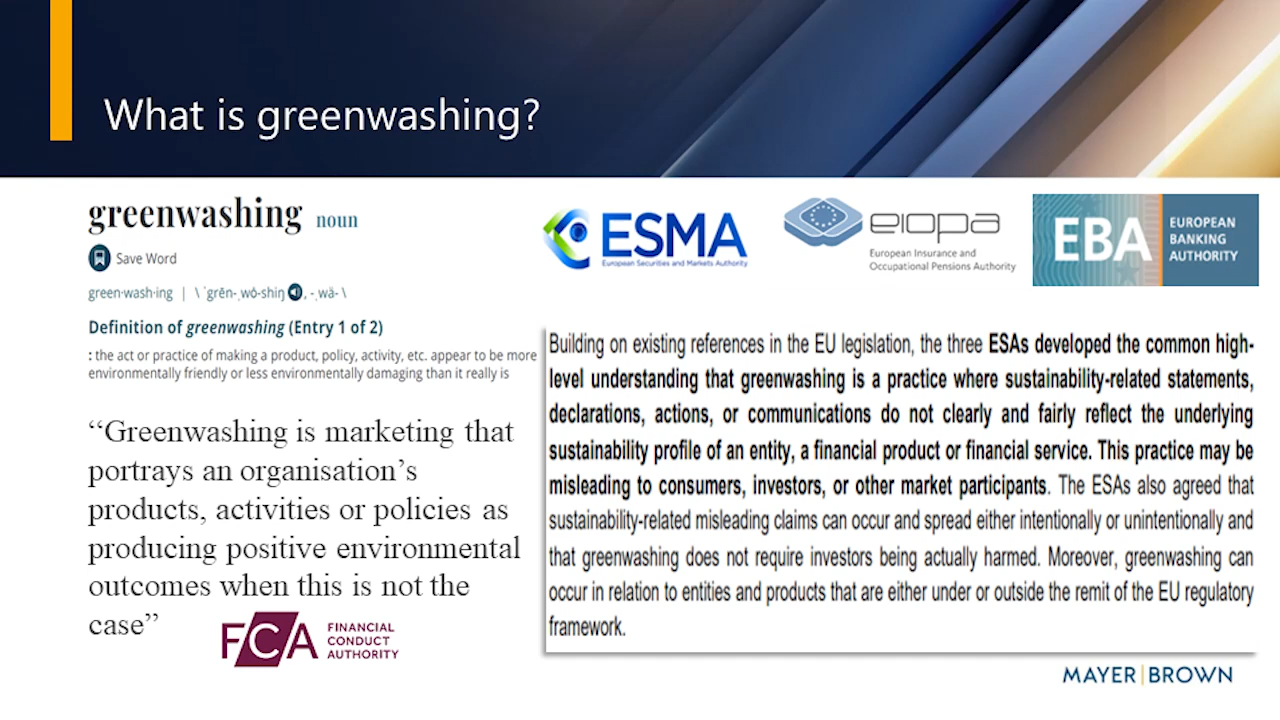 What is greenwashing?
greenwashing noun
Save Word
green·wash·ing | \ ˈgrēn-ˌwȯ-shiŋ , -ˌwä- \
Definition of greenwashing (Entry 1 of 2)
: the act or practice of making a product, policy, activity, etc. appear to be more
environmentally friendly or less environmentally damaging than it really is
“Greenwashing is marketing that
portrays an organisation’s
products, activities or policies as
producing positive environmental
outcomes when this is not the
case”
FCA FINANCIAL
CONDUCT
AUTHORITY
ESMA
European Securities and Markets Authority
eiopa
European Insurance and
Occupational Pensions Authority
EBA EUROPEAN
BANKING
AUTHORITY
Building on existing references in the EU legislation, the three ESAs developed the common high-
level understanding that greenwashing is a practice where sustainability-related statements,
declarations, actions, or communications do not clearly and fairly reflect the underlying
sustainability profile of an entity, a financial product or financial service. This practice may be
misleading to consumers, investors, or other market participants. The ESAs also agreed that
sustainability-related misleading claims can occur and spread either intentionally or unintentionally and
that greenwashing does not require investors being actually harmed. Moreover, greenwashing can
occur in relation to entities and products that are either under or outside the remit of the EU regulatory
framework.
MAYER|BROWN